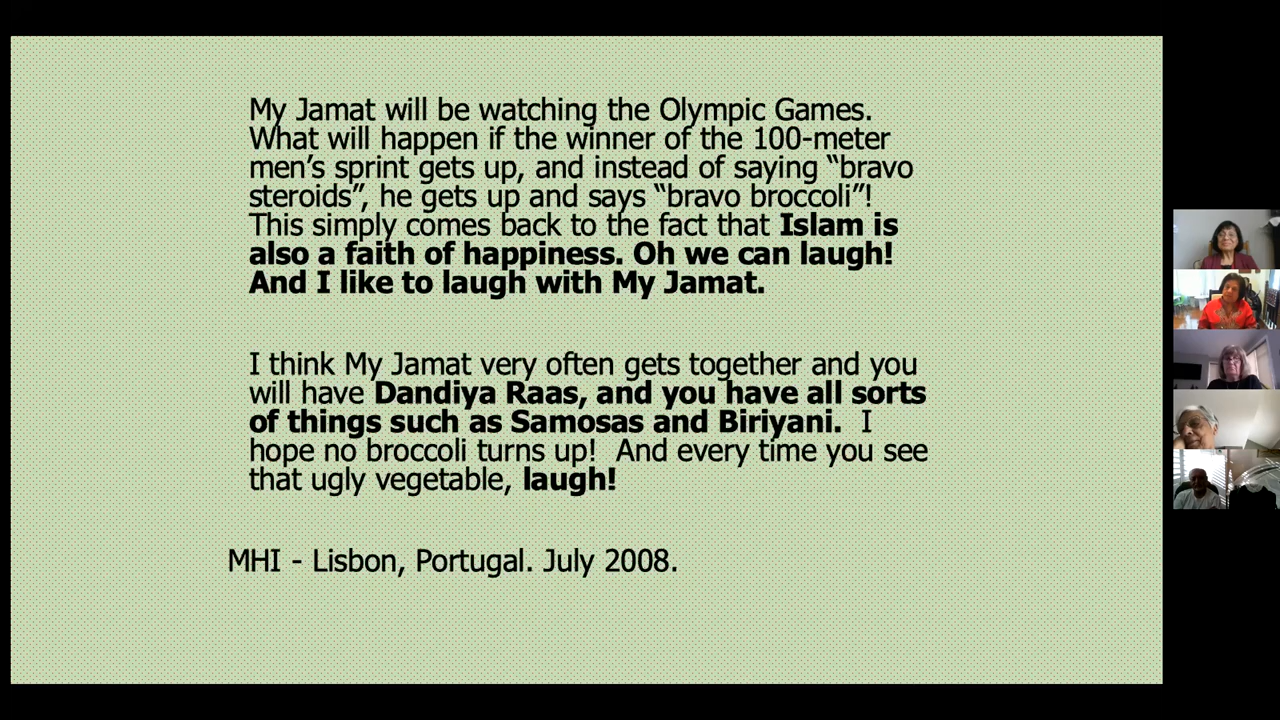 My Jamat will be watching the Olympic Games.
What will happen if the winner of the 100-meter
men’s sprint gets up, and instead of saying “bravo
steroids”, he gets up and says “bravo broccoli”!
This simply comes back to the fact that Islam is
also a faith of happiness. Oh we can laugh!
And I like to laugh with My Jamat.
I think My Jamat very often gets together and you
will have Dandiya Raas, and you have all sorts
of things such as Samosas and Biriyani.  I
hope no broccoli turns up!  And every time you see
that ugly vegetable, laugh!
MHI - Lisbon, Portugal. July 2008.